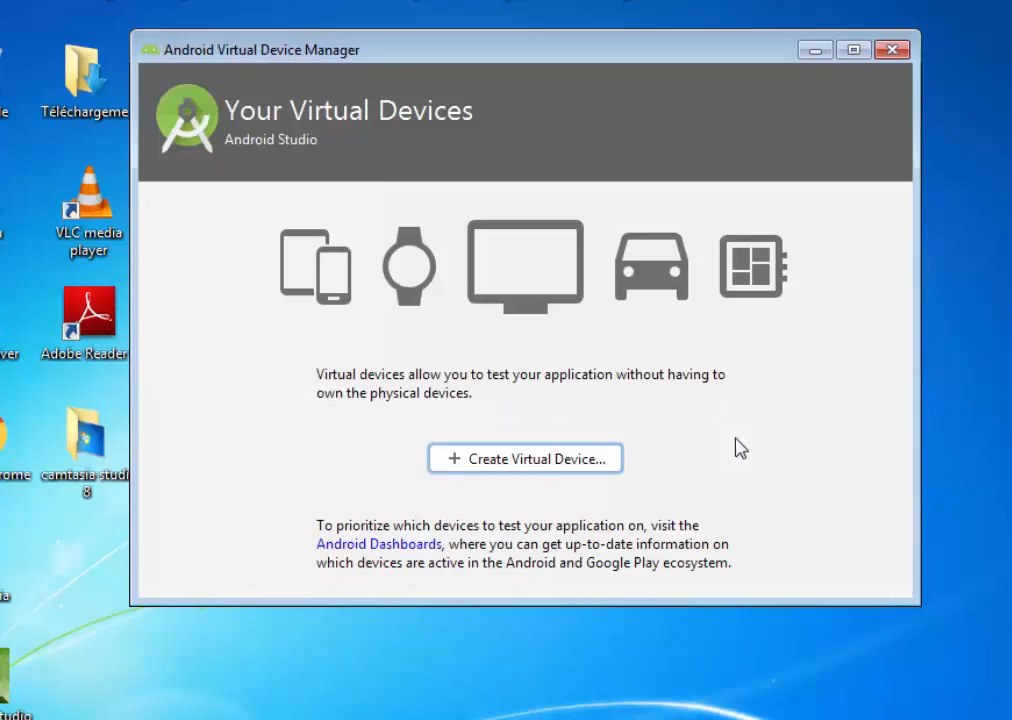 Android Virtual Device Manager
Your Virtual Devices
Android Studio
Téléchargeme
VLC media
player
Adobe Reader
camtasia studi
8
Virtual devices allow you to test your application without having to
own the physical devices.
+ Create Virtual Device...
To prioritize which devices to test your application on, visit the
Android Dashboards, where you can get up-to-date information on
which devices are active in the Android and Google Play ecosystem.